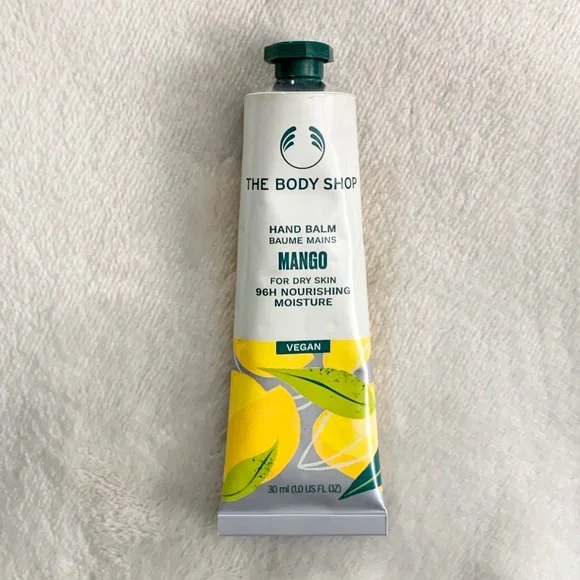 THE BODY SHOP
HAND BALM
BAUME MAINS
MANGO
FOR DRY SKIN
96H NOURISHING
MOISTURE
VEGAN
30 ml (1.0 US FL OZ)